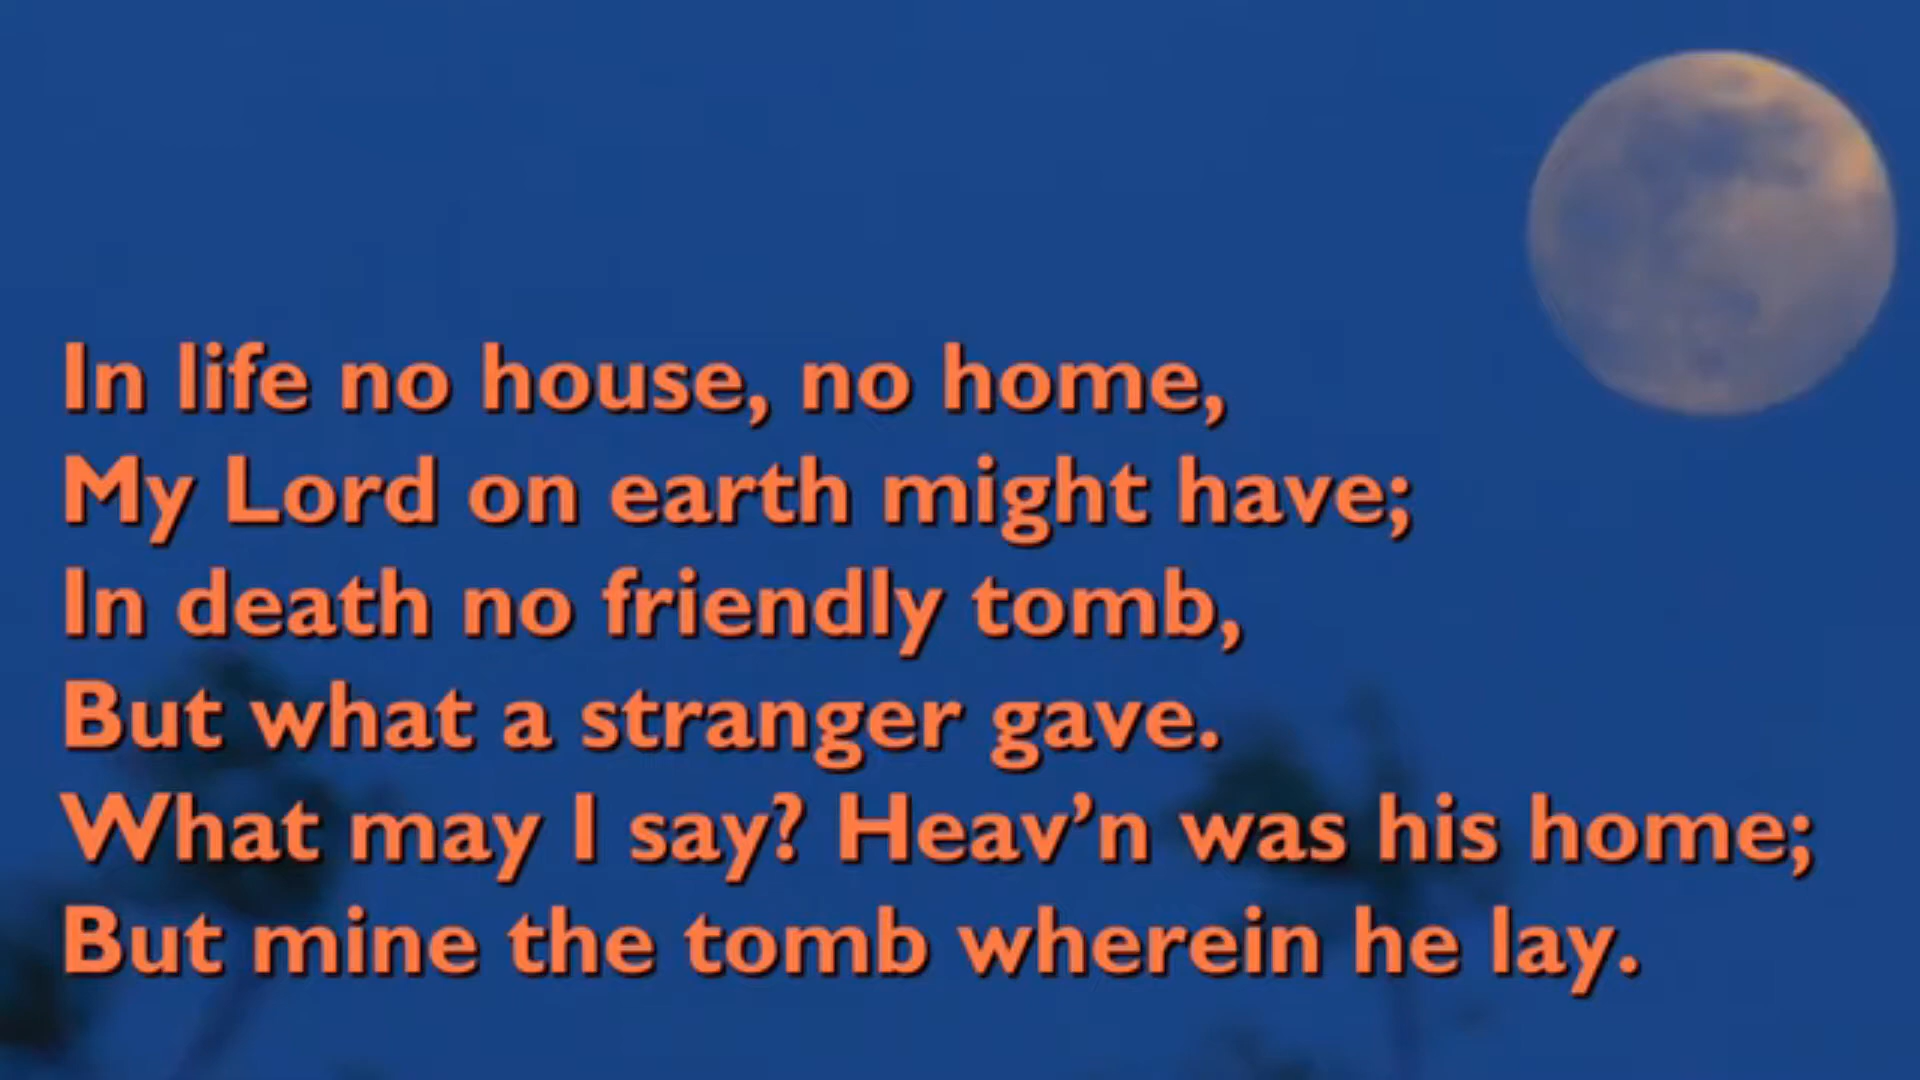 In life no house, no home,
My Lord on earth might have;
In death no friendly tomb,
But what a stranger gave.
What may I say? Heav’n was his home;
But mine the tomb wherein he lay.